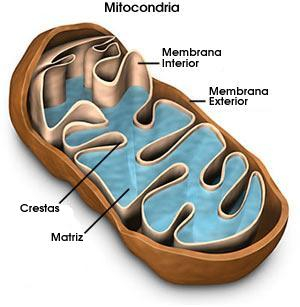 Mitocondria
Membrana
Interior
Membrana
Exterior
Crestas
Matriz